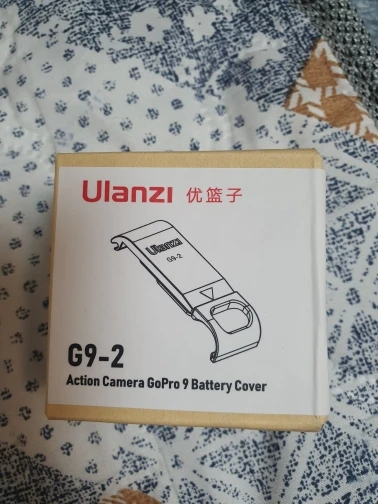 Ulanzi 优篮子
Ulanzi
G9-2
G9-2
Action Camera GoPro 9 Battery Cover